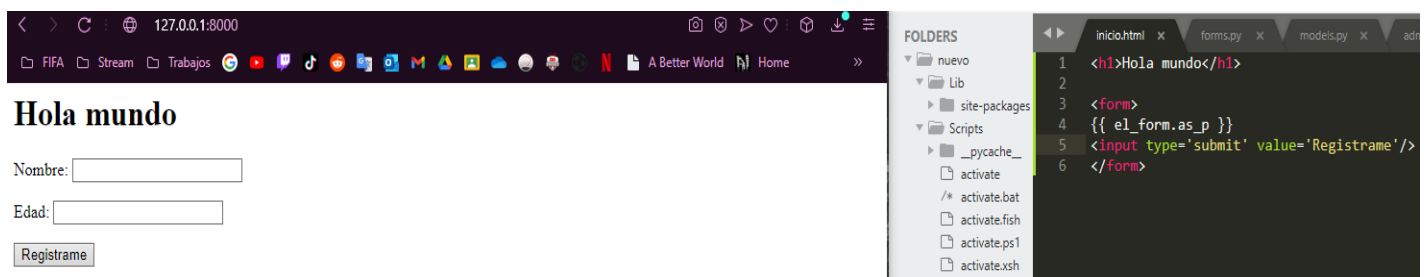 127.0.0.1:8000
FIFA Stream Trabajos A Better World Home »
Hola mundo
Nombre:
Edad:
Registrame
FOLDERS
nuevo
Lib
site-packages
Scripts
__pycache__
activate
activate.bat
activate.fish
activate.ps1
activate.xsh
inicio.html × forms.py × models.py × adm
1 <h1>Hola mundo</h1>
2
3 <form>
4 {{ el_form.as_p }}
5 <input type='submit' value='Registrame'/>
6 </form>